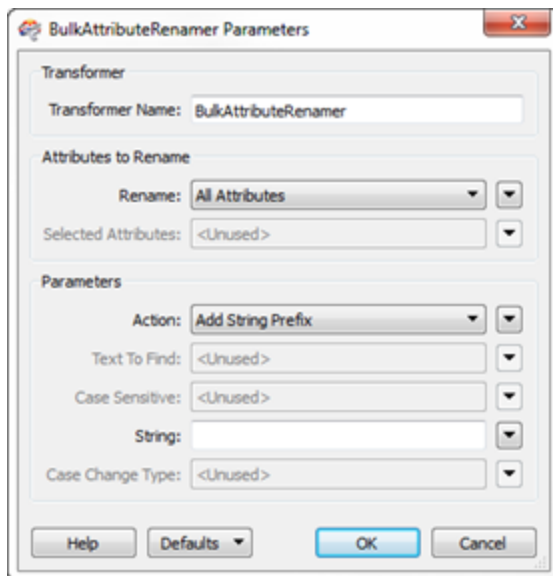 BulkAttributeRenamer Parameters
Transformer
Transformer Name: BulkAttributeRenamer
Attributes to Rename
Rename: All Attributes
Selected Attributes: <Unused>
Parameters
Action: Add String Prefix
Text To Find: <Unused>
Case Sensitive: <Unused>
String:
Case Change Type: <Unused>
Help Defaults OK Cancel